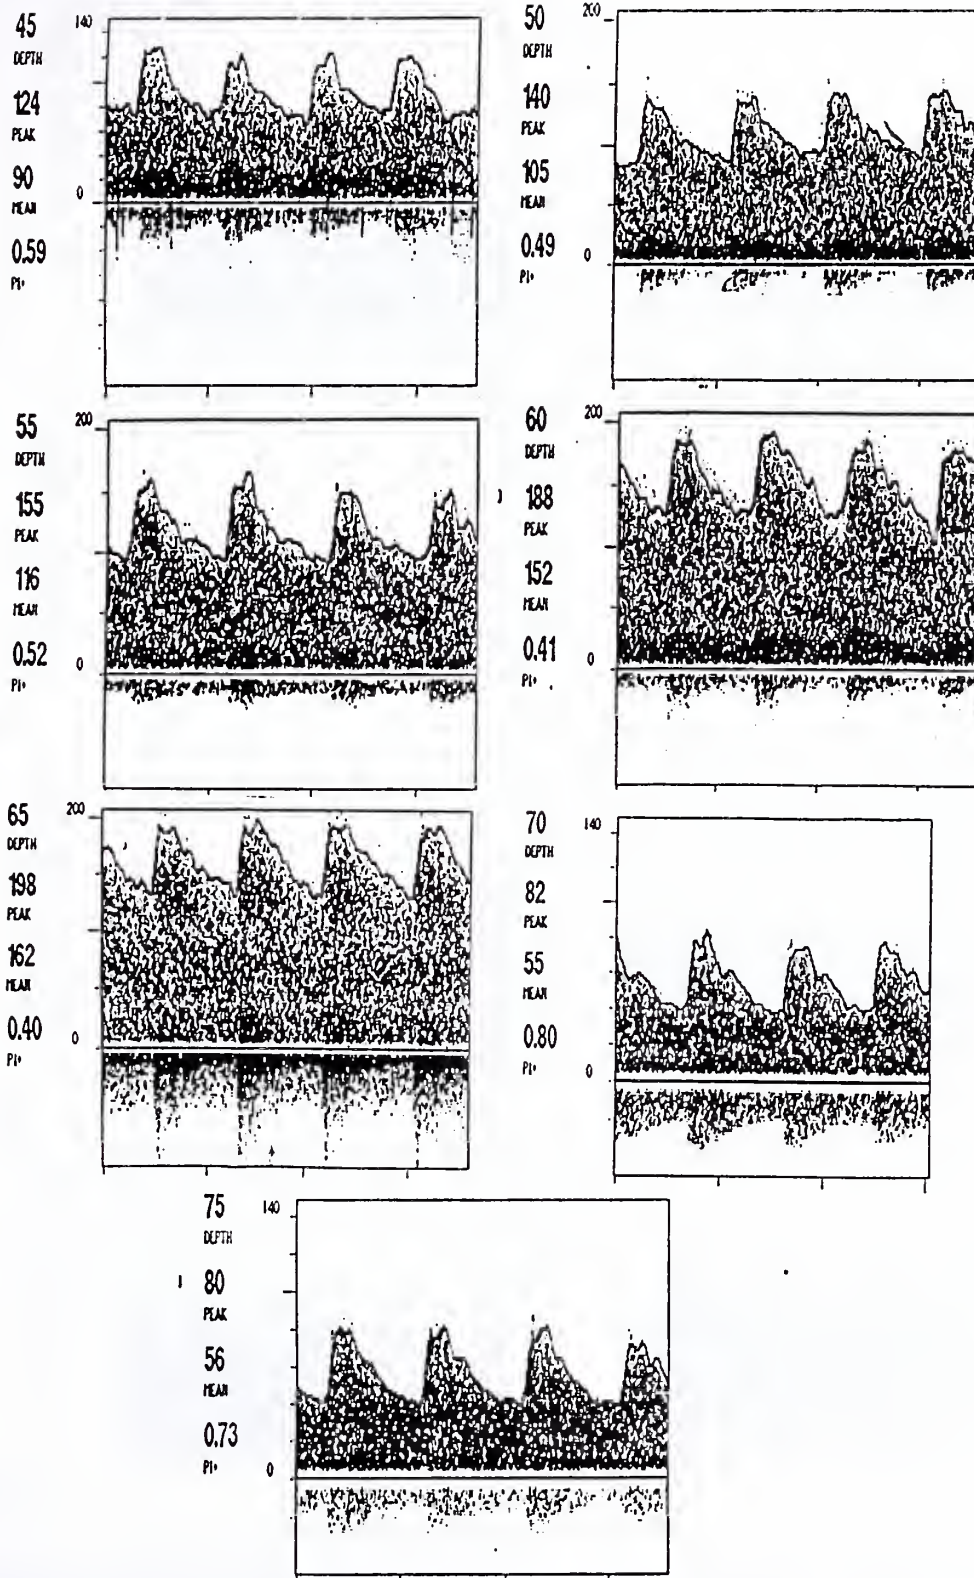 45
DEPTH
124
PEAK
90
MEAN
0.59
PI+
140
0
50
DEPTH
140
PEAK
105
MEAN
0.49
PI+
200
0
55
DEPTH
155
PEAK
116
MEAN
0.52
PI+
200
0
60
DEPTH
188
PEAK
152
MEAN
0.41
PI+
200
0
65
DEPTH
198
PEAK
162
MEAN
0.40
PI+
200
0
70
DEPTH
82
PEAK
55
MEAN
0.80
PI+
140
0
75
DEPTH
80
PEAK
56
MEAN
0.73
PI+
140
0